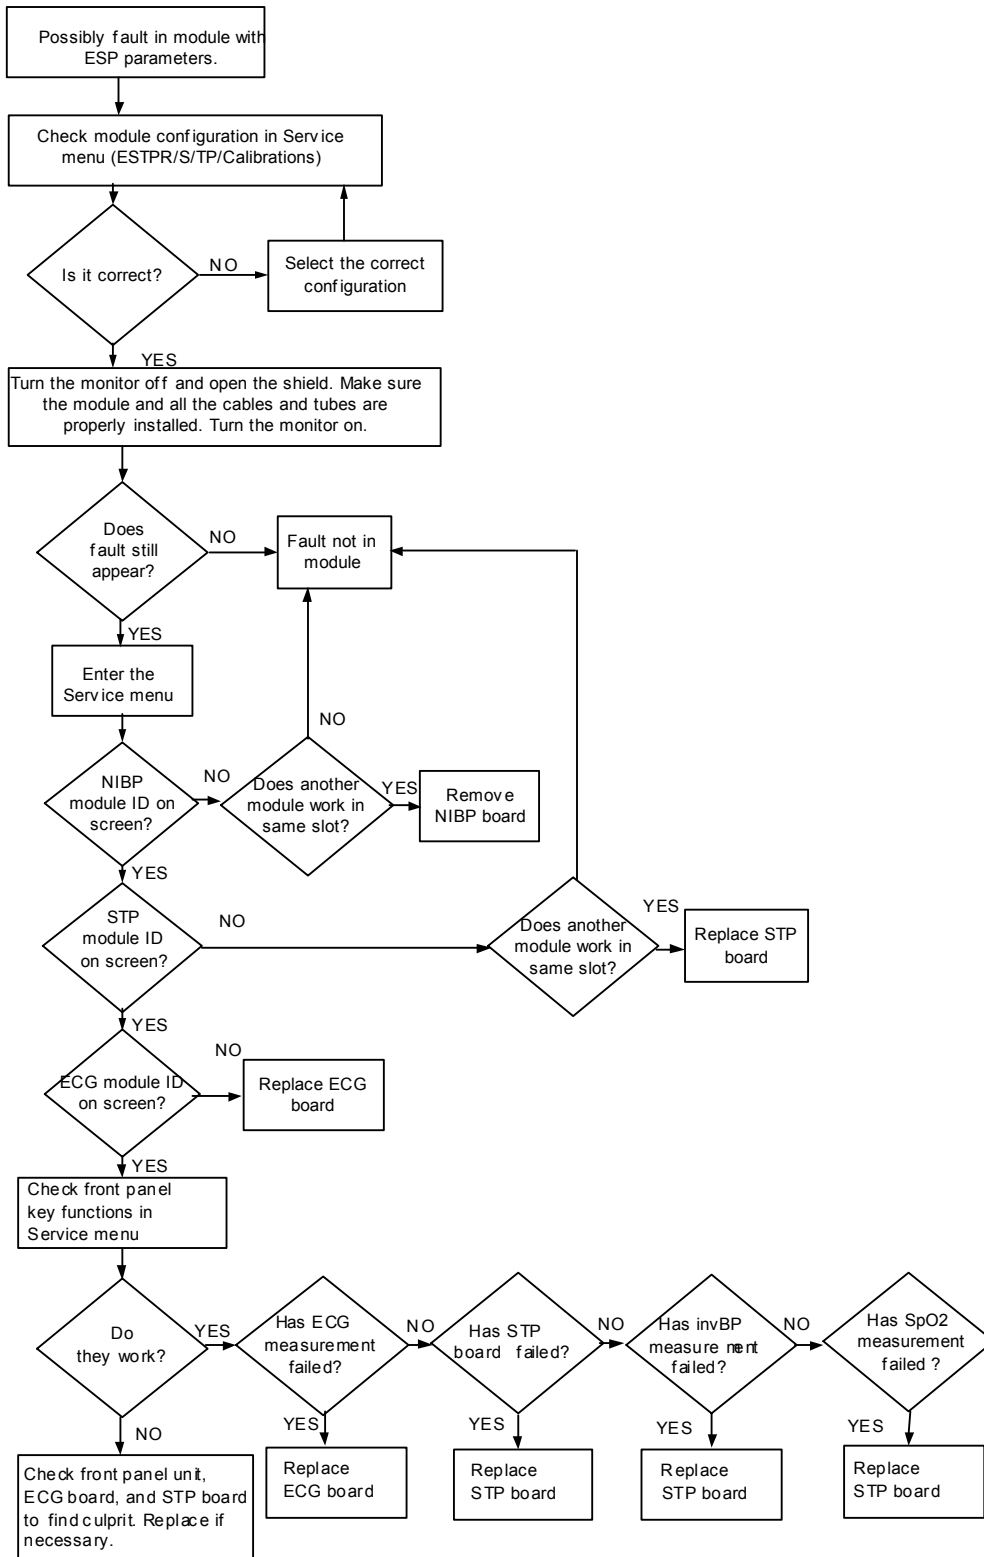 Possibly fault in module with
ESP parameters.
Check module configuration in Service
menu (ESTPR/S/TP/Calibrations)
Is it correct?
NO
Select the correct
configuration
YES
Turn the monitor off and open the shield. Make sure
the module and all the cables and tubes are
properly installed. Turn the monitor on.
Does
fault still
appear?
NO
Fault not in
module
YES
Enter the
Service menu
NO
NIBP
module ID on
screen?
NO
Does another
module work in
same slot?
YES
Remove
NIBP board
YES
STP
module ID
on screen?
NO
Does another
module work in
same slot?
YES
Replace STP
board
YES
ECG module ID
on screen?
NO
Replace ECG
board
YES
Check front panel
key functions in
Service menu
Do
they work?
YES
Has ECG
measurement
failed?
NO
Has STP
board failed?
NO
Has invBP
measurement
failed?
NO
Has SpO2
measurement
failed ?
NO
YES
YES
YES
YES
Check front panel unit,
ECG board, and STP board
to find culprit. Replace if
necessary.
Replace
ECG board
Replace
STP board
Replace
STP board
Replace
STP board